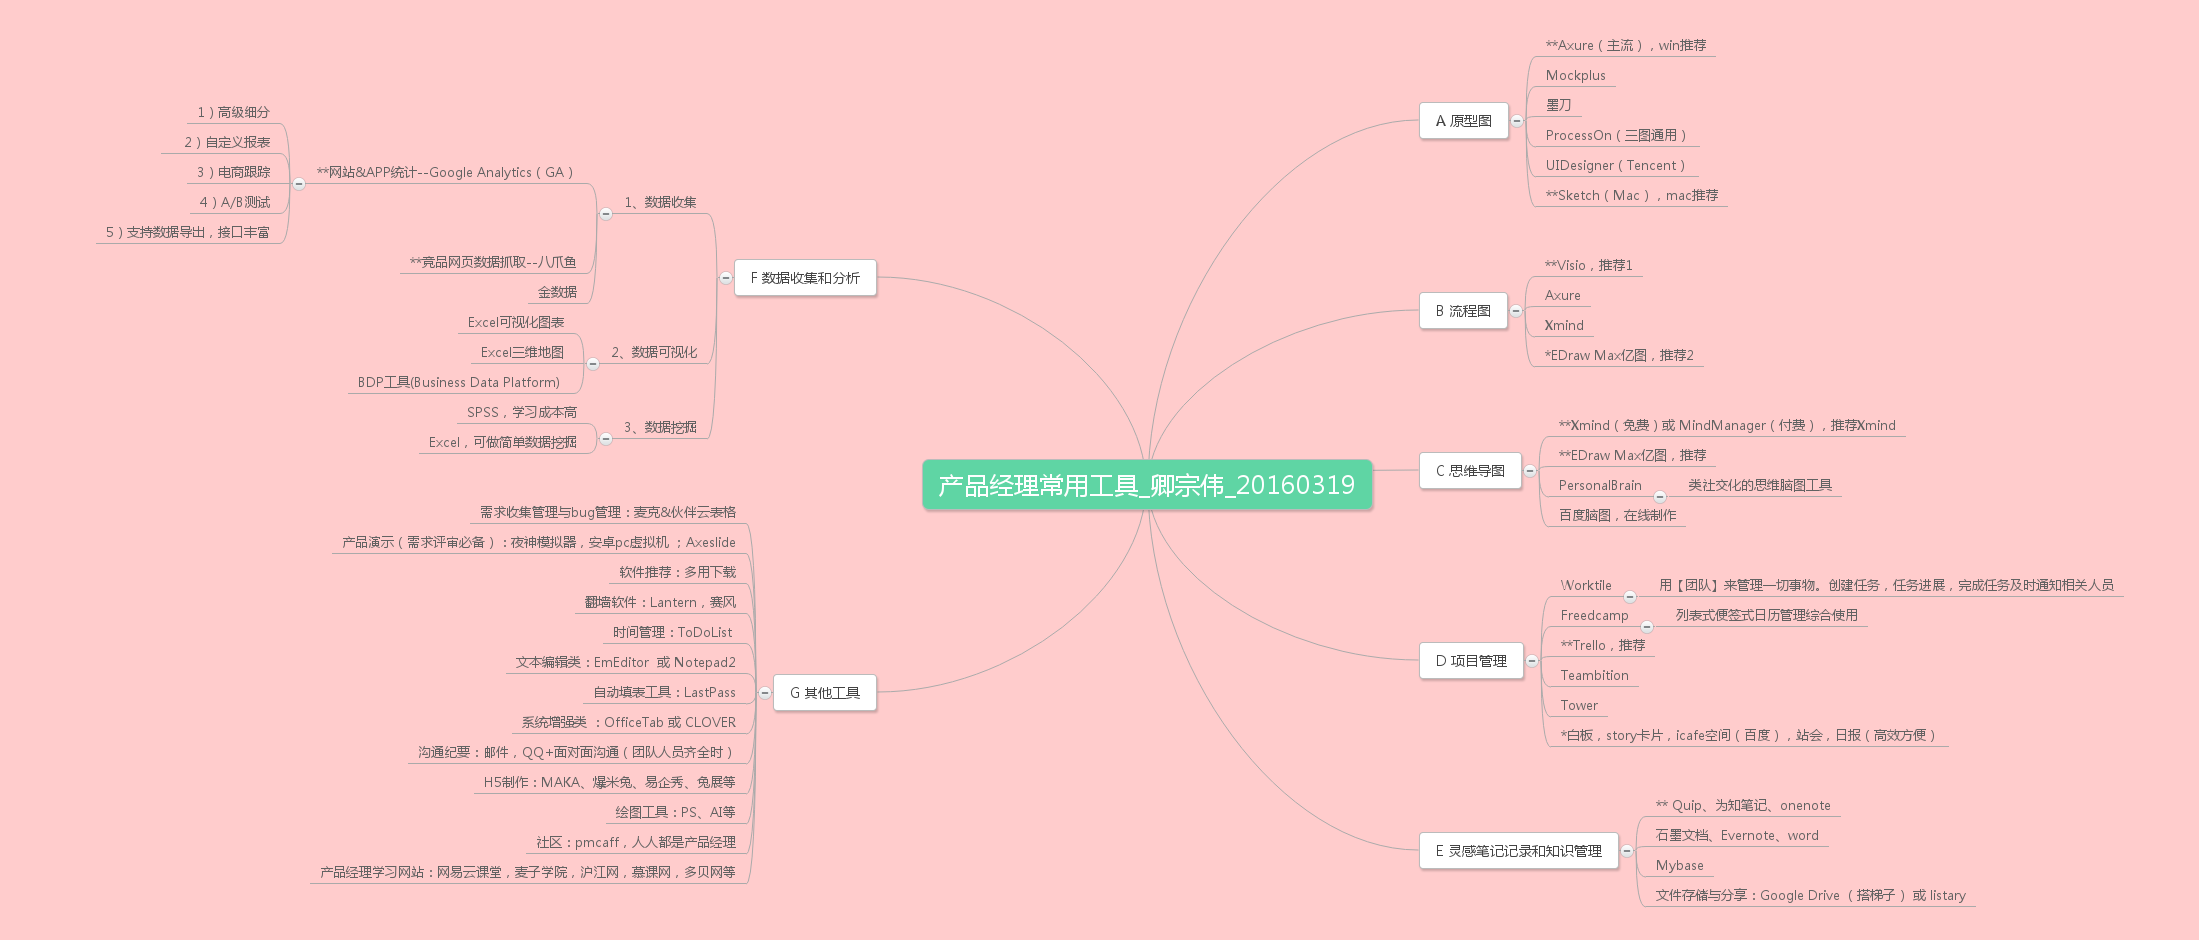 产品经理常用工具_卿宗伟_20160319
A 原型图
**Axure（主流），win推荐
Mockplus
墨刀
ProcessOn（三图通用）
UIDesigner（Tencent）
**Sketch（Mac），mac推荐
B 流程图
**Visio，推荐1
Axure
Xmind
*EDraw Max亿图，推荐2
C 思维导图
**Xmind（免费）或 MindManager（付费），推荐Xmind
**EDraw Max亿图，推荐
PersonalBrain
类社交化的思维脑图工具
百度脑图，在线制作
D 项目管理
Worktile
用【团队】来管理一切事物。创建任务，任务进展，完成任务及时通知相关人员
Freedcamp
列表式便签式日历管理综合使用
**Trello，推荐
Teambition
Tower
*白板，story卡片，icafe空间（百度），站会，日报（高效方便）
E 灵感笔记记录和知识管理
** Quip、为知笔记、onenote
石墨文档、Evernote、word
Mybase
文件存储与分享：Google Drive （搭梯子） 或 listary
F 数据收集和分析
1、数据收集
**网站&APP统计--Google Analytics（GA）
1）高级细分
2）自定义报表
3）电商跟踪
4）A/B测试
5）支持数据导出，接口丰富
**竞品网页数据抓取--八爪鱼
金数据
2、数据可视化
Excel可视化图表
Excel三维地图
BDP工具(Business Data Platform)
3、数据挖掘
SPSS，学习成本高
Excel，可做简单数据挖掘
G 其他工具
需求收集管理与bug管理：麦克&伙伴云表格
产品演示（需求评审必备）：夜神模拟器，安卓pc虚拟机 ；Axeslide
软件推荐：多用下载
翻墙软件：Lantern，赛风
时间管理：ToDoList
文本编辑类：EmEditor 或 Notepad2
自动填表工具：LastPass
系统增强类 ：OfficeTab 或 CLOVER
沟通纪要：邮件，QQ+面对面沟通（团队人员齐全时）
H5制作：MAKA、爆米兔、易企秀、兔展等
绘图工具：PS、AI等
社区：pmcaff，人人都是产品经理
产品经理学习网站：网易云课堂，麦子学院，沪江网，慕课网，多贝网等